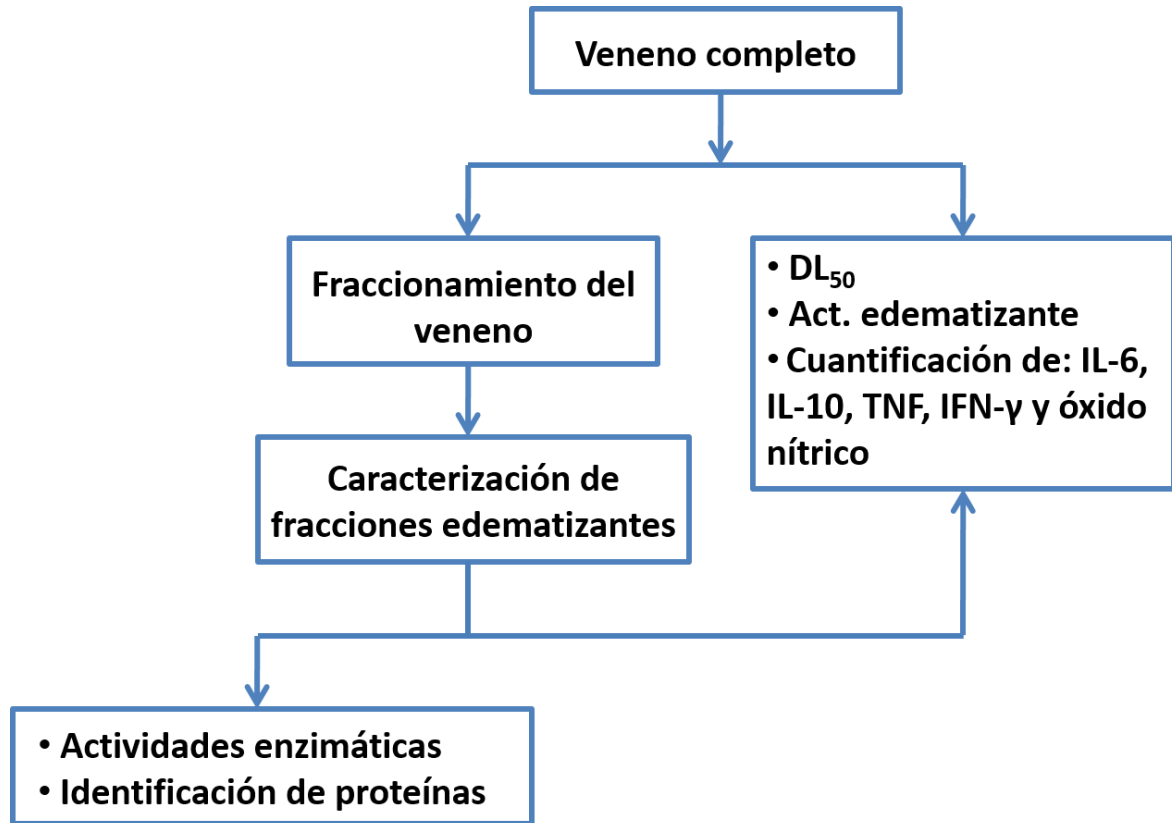 Veneno completo
Fraccionamiento del
veneno
• DL₅₀
• Act. edematizante
• Cuantificación de: IL-6,
IL-10, TNF, IFN-γ y óxido
nítrico
Caracterización de
fracciones edematizantes
• Actividades enzimáticas
• Identificación de proteínas